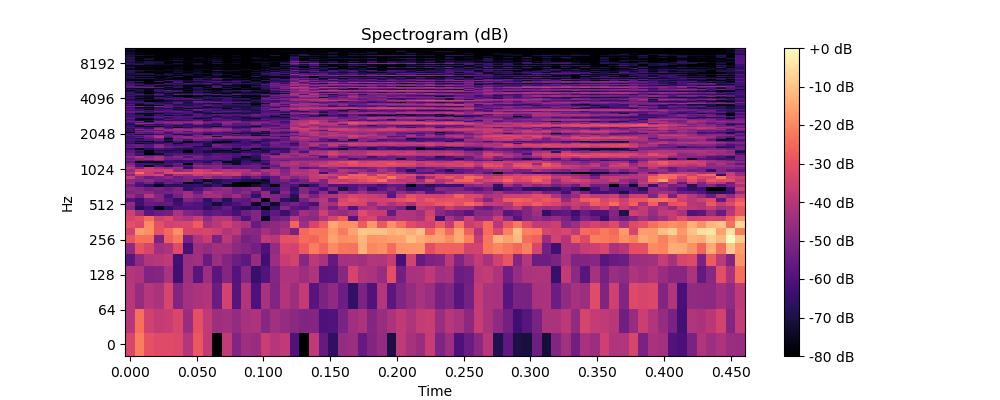 Spectrogram (dB)
8192
4096
2048
1024
512
256
128
64
0
Hz
0.000 0.050 0.100 0.150 0.200 0.250 0.300 0.350 0.400 0.450
Time
+0 dB
-10 dB
-20 dB
-30 dB
-40 dB
-50 dB
-60 dB
-70 dB
-80 dB